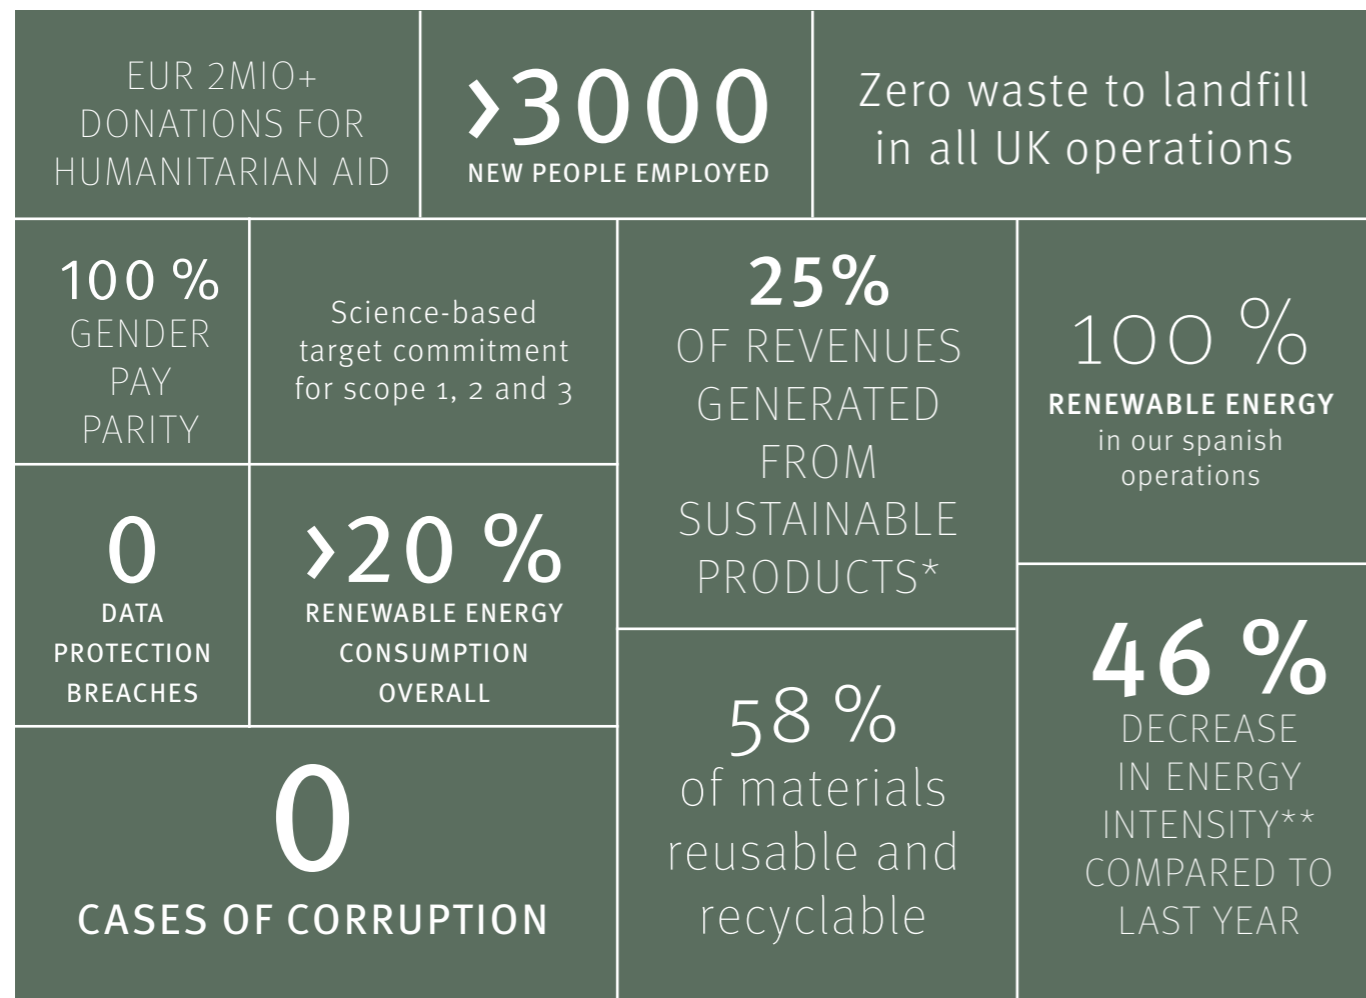 EUR 2MIO+
DONATIONS FOR
HUMANITARIAN AID
>3000
NEW PEOPLE EMPLOYED
Zero waste to landfill
in all UK operations
100 %
GENDER
PAY
PARITY
Science-based
target commitment
for scope 1, 2 and 3
25%
OF REVENUES
GENERATED
FROM
SUSTAINABLE
PRODUCTS*
100 %
RENEWABLE ENERGY
in our spanish
operations
0
DATA
PROTECTION
BREACHES
>20 %
RENEWABLE ENERGY
CONSUMPTION
OVERALL
46 %
DECREASE
IN ENERGY
INTENSITY**
COMPARED TO
LAST YEAR
58 %
of materials
reusable and
recyclable
0
CASES OF CORRUPTION